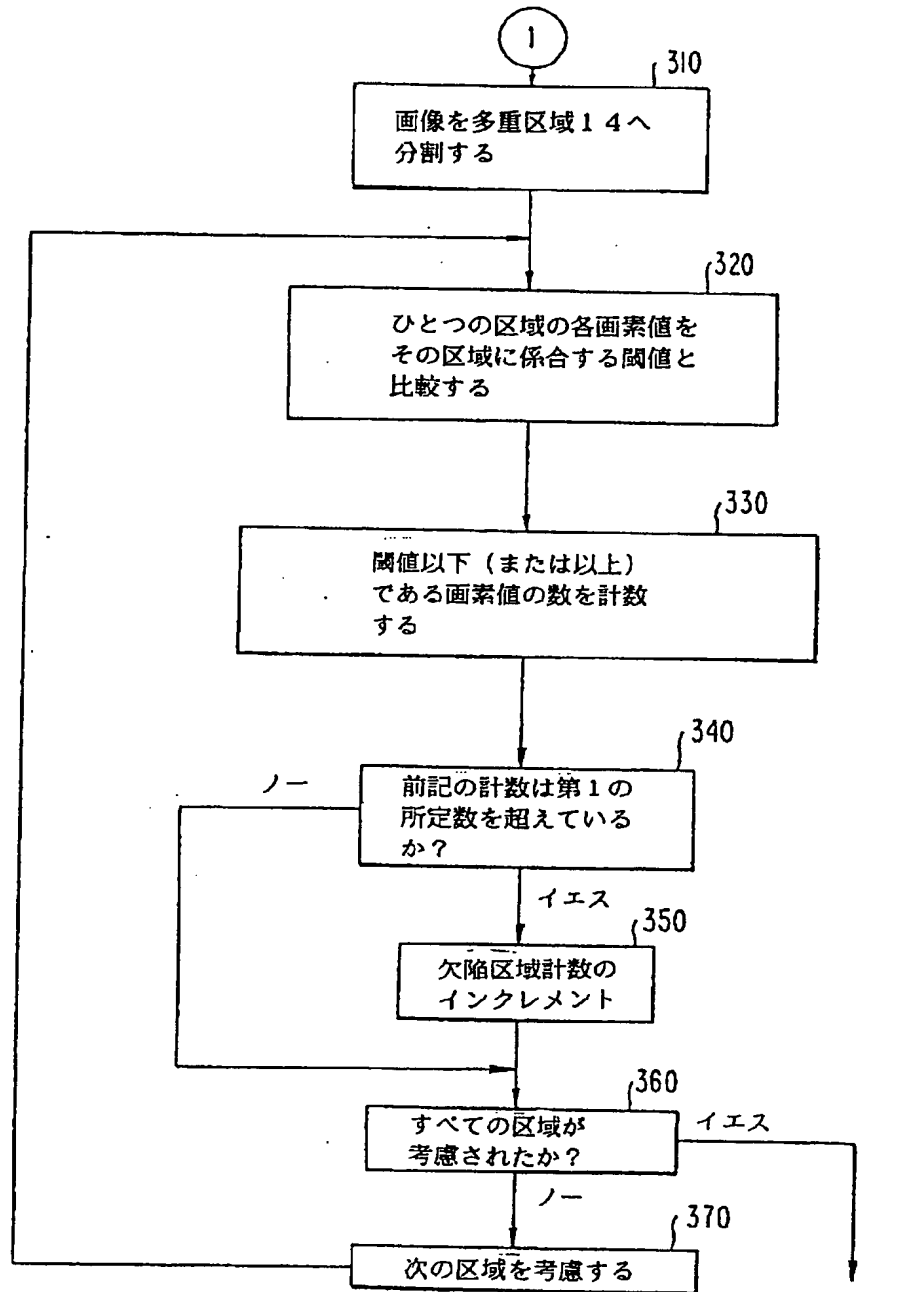 1
310
画像を多重区域14へ
分割する
320
ひとつの区域の各画素値を
その区域に係合する閾値と
比較する
330
閾値以下(または以上)
である画素値の数を計数
する
340
ノー
前記の計数は第1の
所定数を超えている
か?
イエス
350
欠陥区域計数の
インクレメント
360
すべての区域が
考慮されたか?
イエス
ノー
370
次の区域を考慮する